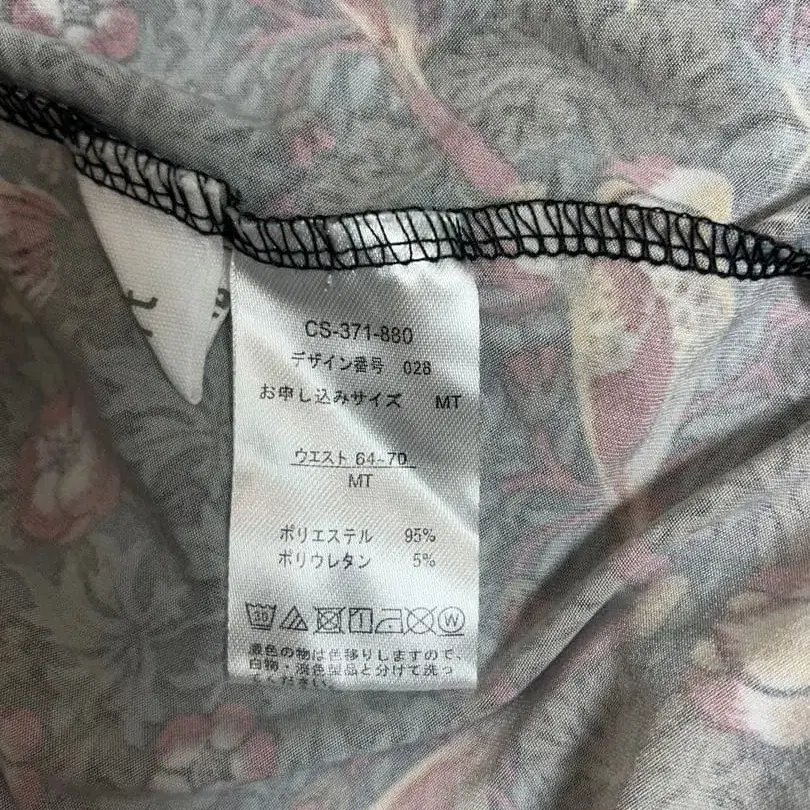 CS-371-880
デザイン番号 028
お申し込みサイズ MT
ウエスト 64-70
MT
ポリエステル 95%
ポリウレタン 5%
30 W
濃色の物は色移りしますので、
白物・淡色型品と分けて洗っ
てください。